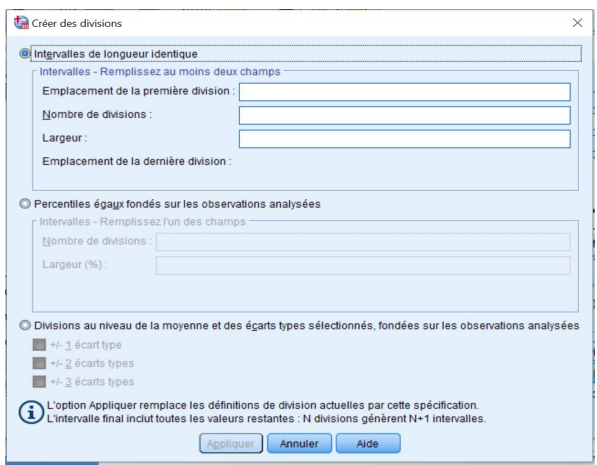 Créer des divisions
Intervalles de longueur identique
Intervalles - Remplissez au moins deux champs
Emplacement de la première division :
Nombre de divisions :
Largeur :
Emplacement de la dernière division :
Percentiles égaux fondés sur les observations analysées
Intervalles - Remplissez l'un des champs
Nombre de divisions :
Largeur (%) :
Divisions au niveau de la moyenne et des écarts types sélectionnés, fondées sur les observations analysées
+/- 1 écart type
+/- 2 écarts types
+/- 3 écarts types
L'option Appliquer remplace les définitions de division actuelles par cette spécification.
L'intervalle final inclut toutes les valeurs restantes : N divisions génèrent N+1 intervalles.
Appliquer Annuler Aide